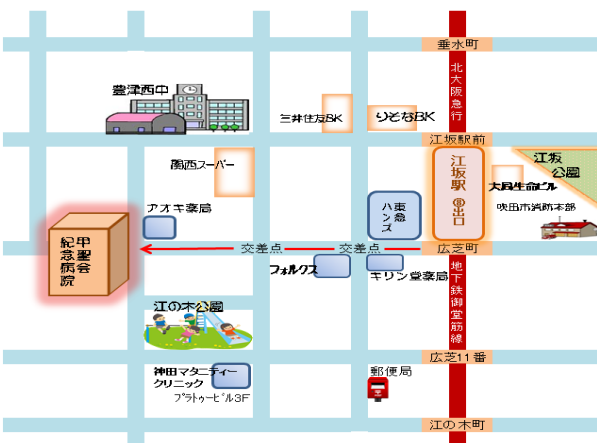 垂水町
北大阪急行
豊津西中
三井住友BK
りそなBK
江坂駅前
江坂
公園
関西スーパー
江坂駅
出口
大同生命ビル
アオキ薬局
東急
ハンズ
吹田市消防本部
甲聖会
紀念病院
交差点
交差点
広芝町
フォルクス
キリン堂薬局
地下鉄御堂筋線
江の木公園
広芝11番
神田マタニティー
クリニック
プラトゥービル3F
郵便局
江の木町